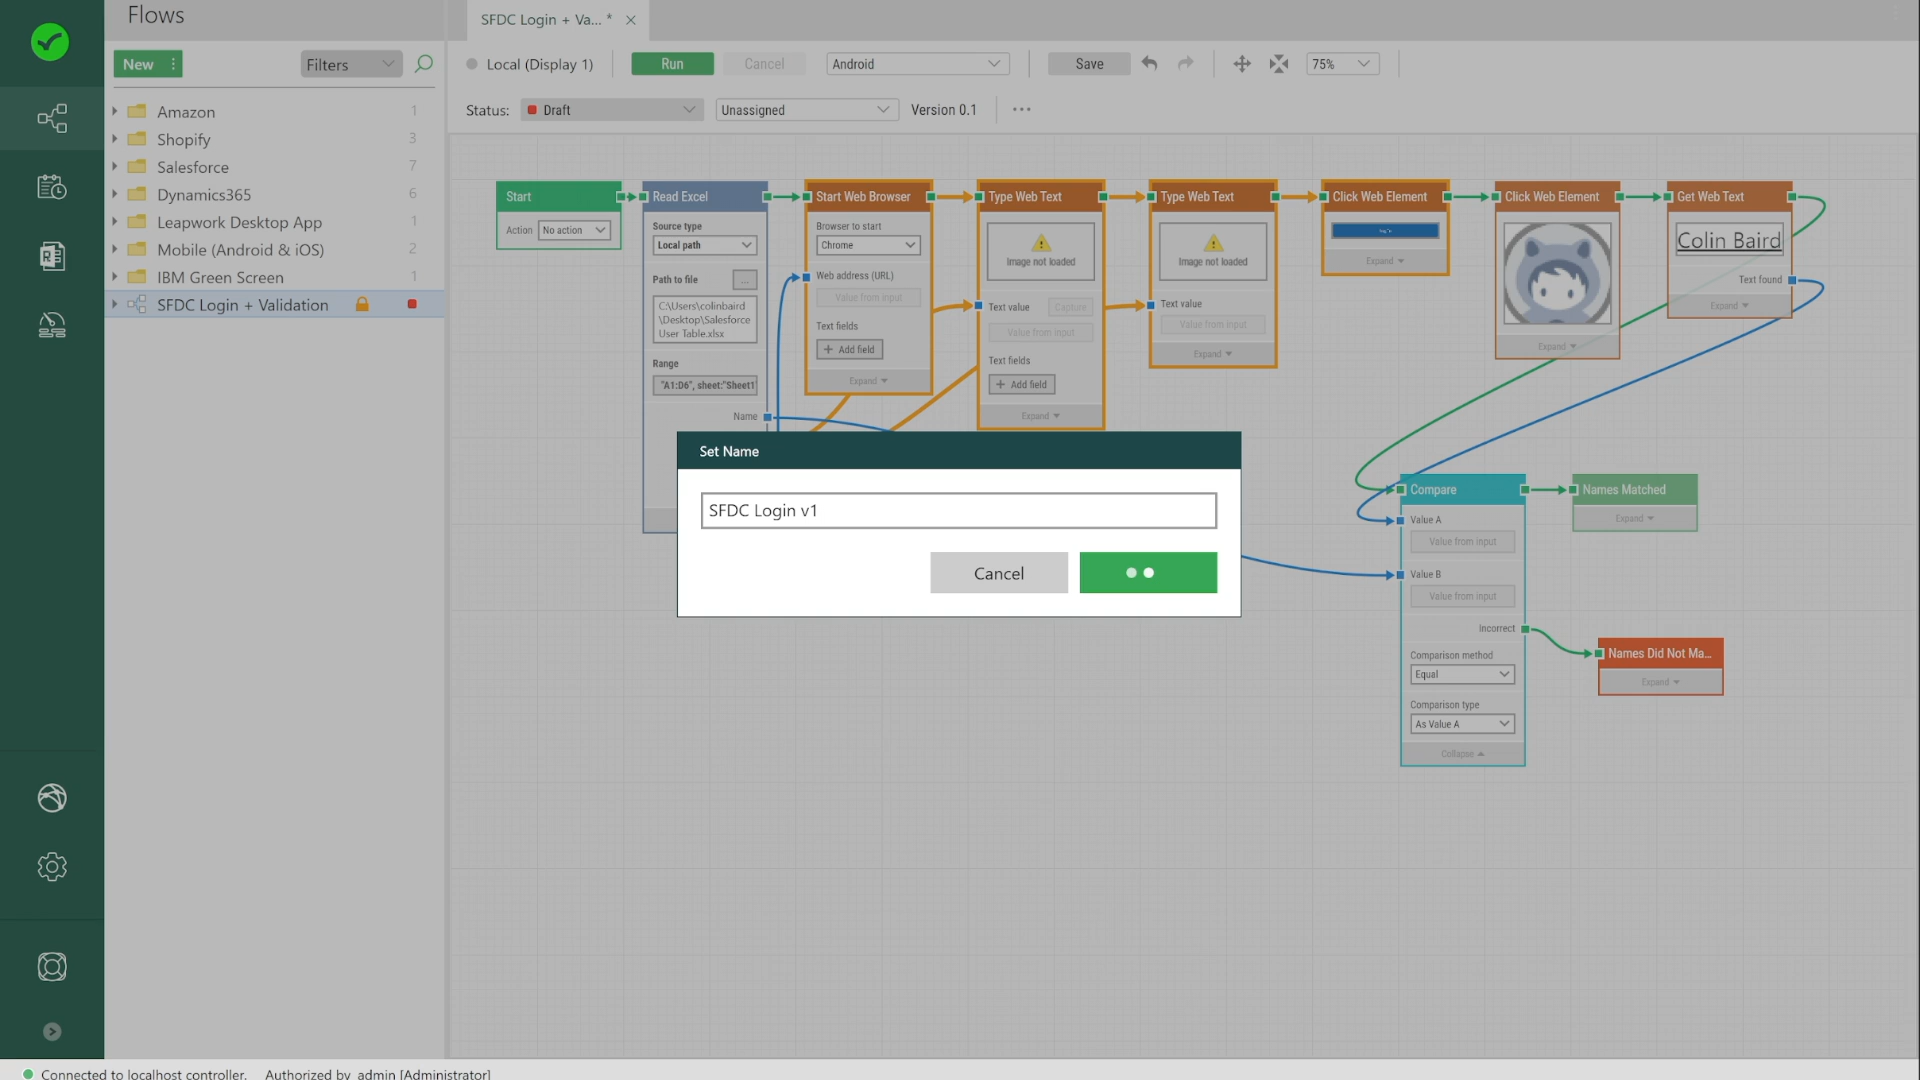 Flows
SFDC Login + Va... *
New
Filters
Local (Display 1)
Run
Cancel
Android
Save
75%
Status:
Draft
Unassigned
Version 0.1
Amazon 1
Shopify 3
Salesforce 7
Dynamics365 6
Leapwork Desktop App 1
Mobile (Android & iOS) 2
IBM Green Screen 1
SFDC Login + Validation
Start
Action No action
Read Excel
Source type
Local path
Path to file
...
C:\Users\colinbaird
\Desktop\Salesforce
User Table.xlsx
Range
"A1:D6", sheet:"Sheet1"
Name
Start Web Browser
Browser to start
Chrome
Web address (URL)
Value from input
Text fields
+ Add field
Expand
Type Web Text
Image not loaded
Text value Capture
Value from input
Text fields
+ Add field
Expand
Type Web Text
Image not loaded
Text value
Value from input
Expand
Click Web Element
Expand
Click Web Element
Expand
Get Web Text
Colin Baird
Text found
Expand
Set Name
SFDC Login v1
Cancel
Compare
Value A
Value from input
Value B
Value from input
Incorrect
Comparison method
Equal
Comparison type
As Value A
Collapse
Names Matched
Expand
Names Did Not Ma...
Expand
Connected to localhost controller. Authorized by admin [Administrator]